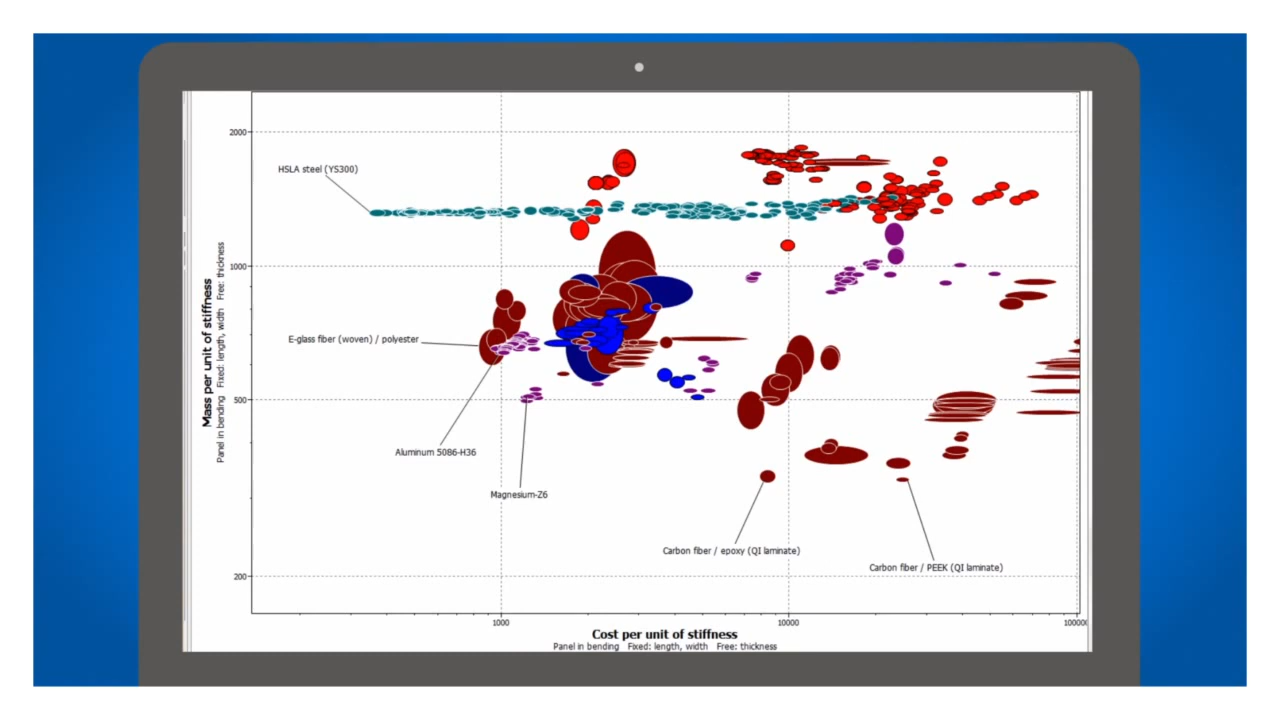 2000
HSLA steel (YS300)
1000
Mass per unit of stiffness
Panel in bending Fixed: length, width Free: thickness
E-glass fiber (woven) / polyester
500
Aluminum 5086-H36
Magnesium-Z6
Carbon fiber / epoxy (QI laminate)
Carbon fiber / PEEK (QI laminate)
200
1000
10000
100000
Cost per unit of stiffness
Panel in bending Fixed: length, width Free: thickness